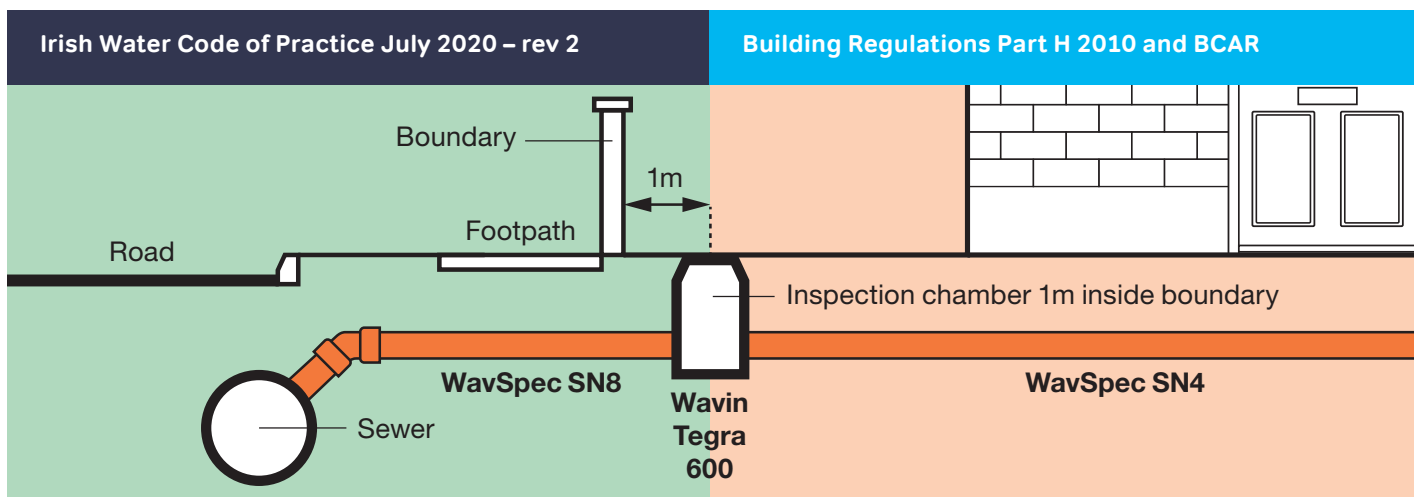 Irish Water Code of Practice July 2020 – rev 2
Building Regulations Part H 2010 and BCAR
Boundary
1m
Footpath
Road
Inspection chamber 1m inside boundary
WavSpec SN8
WavSpec SN4
Wavin
Tegra
600
Sewer